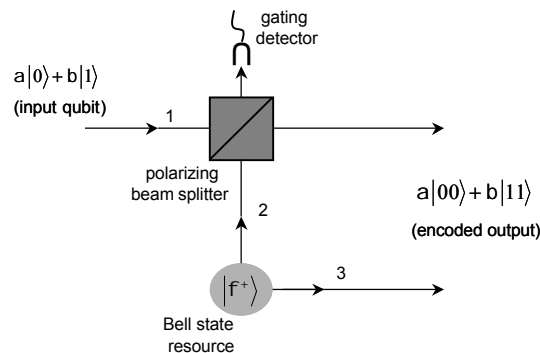 gating
detector
a|0⟩+b|1⟩
(input qubit)
1
polarizing
beam splitter
2
a|00⟩+b|11⟩
(encoded output)
|f⁺⟩
3
Bell state
resource